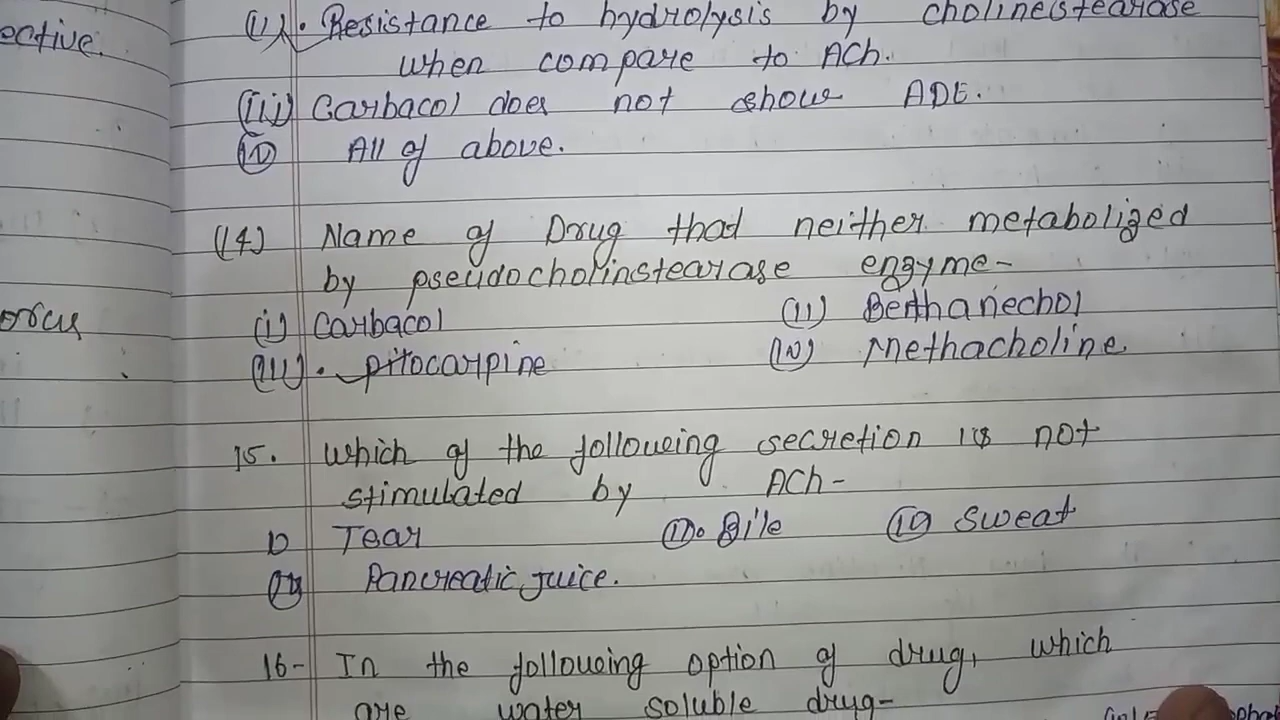 ective.
(ii). Resistance to hydrolysis by cholinestearase
when compare to ACh.
(iii) Carbacol does not show ADE.
(iv) All of above.
(14) Name of Drug that neither metabolized
by pseudocholinstearase enzyme-
orcus
(i) Carbacol (ii) Bethanechol
(iii). pilocarpine (iv) Methacholine
15. Which of the following secretion is not
stimulated by ACh-
i) Tear (ii). Bile (iii) Sweat
(iv) Pancreatic juice.
16- In the following option of drug, which
are water soluble drug-